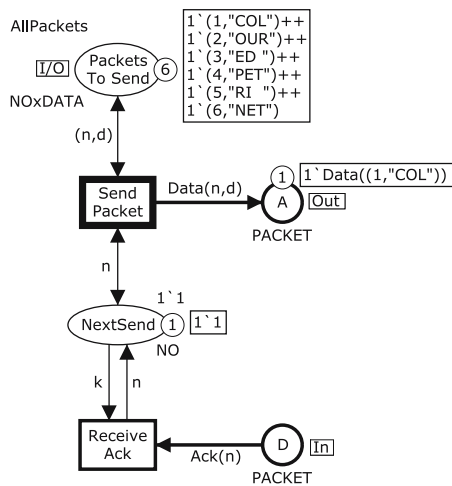 AllPackets
I/O
Packets
To Send
6
1`(1,"COL")++
1`(2,"OUR")++
1`(3,"ED ")++
1`(4,"PET")++
1`(5,"RI  ")++
1`(6,"NET")
NOxDATA
(n,d)
Send
Packet
Data(n,d)
1
1`Data((1,"COL"))
A
Out
PACKET
n
1`1
NextSend
1
1`1
NO
k
n
Receive
Ack
Ack(n)
D
In
PACKET